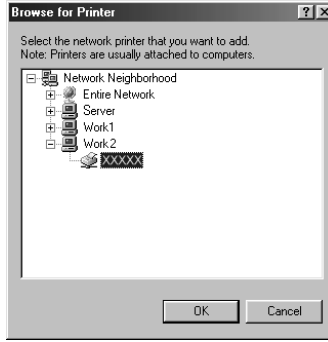 Browse for Printer
Select the network printer that you want to add.
Note: Printers are usually attached to computers.
Network Neighborhood
Entire Network
Server
Work1
Work2
XXXXX
OK
Cancel